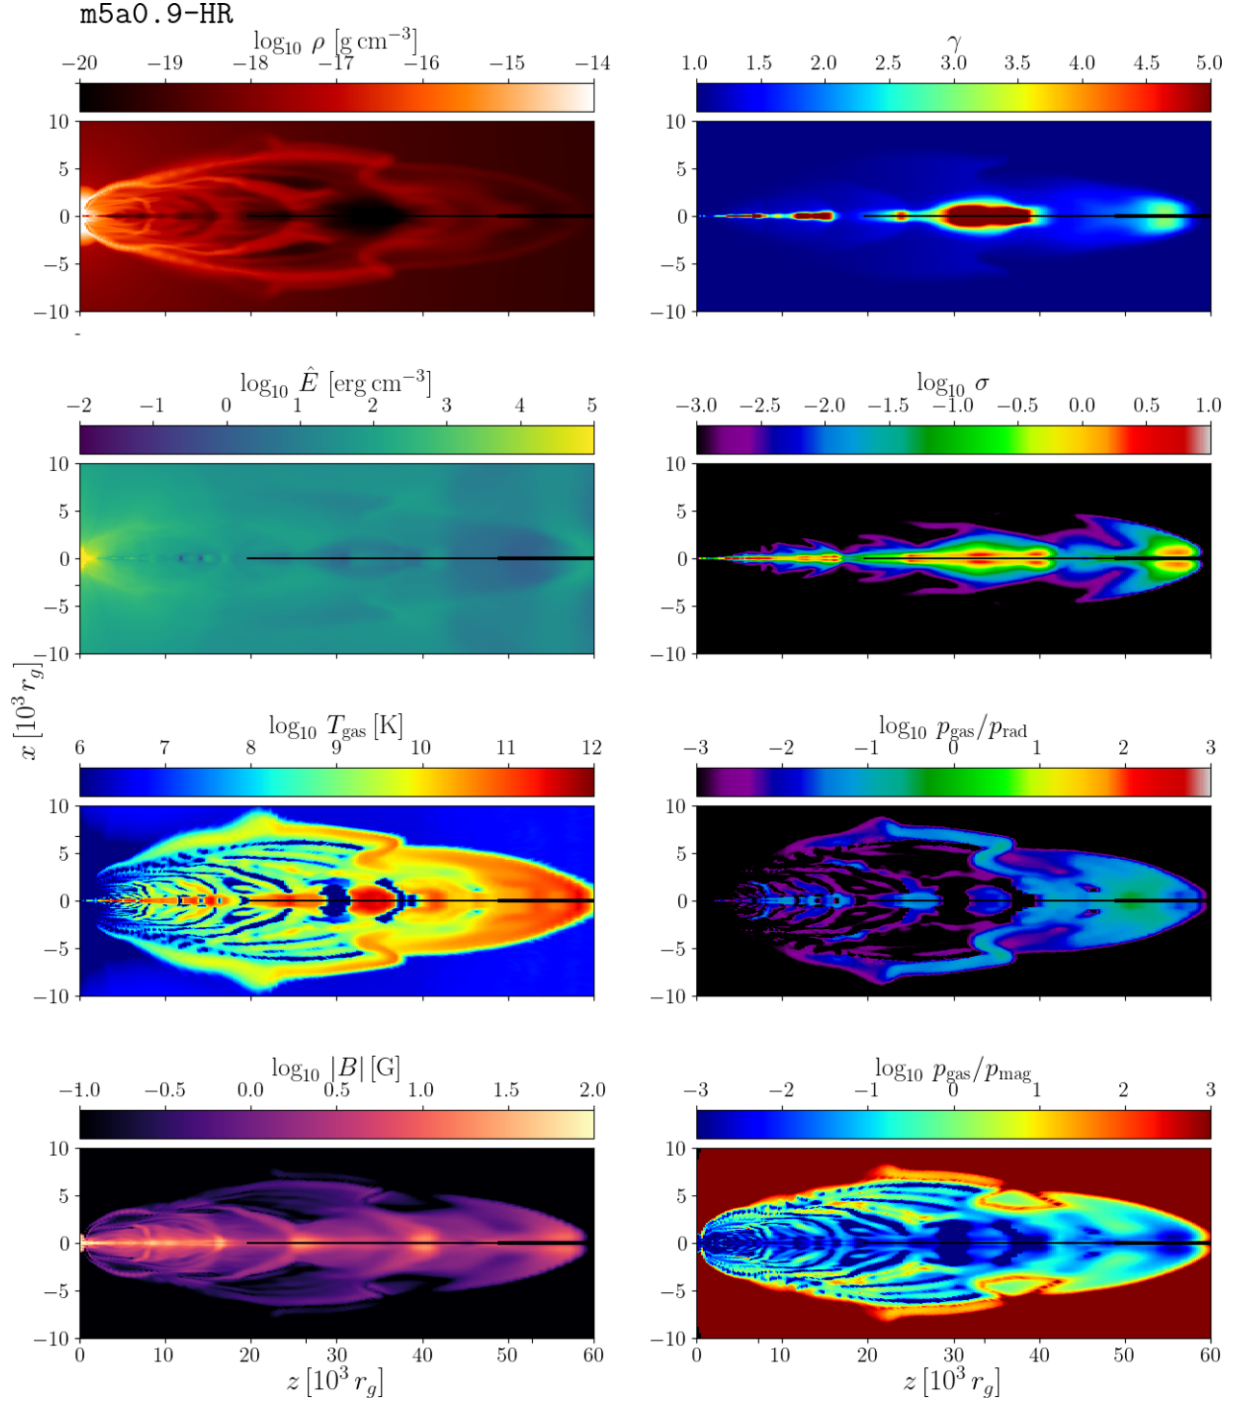 m5a0.9-HR
log₁₀ ρ [g cm⁻³]
−20 −19 −18 −17 −16 −15 −14
10
5
0
−5
−10
γ
1.0 1.5 2.0 2.5 3.0 3.5 4.0 4.5 5.0
10
5
0
−5
−10
log₁₀ Ê [erg cm⁻³]
−2 −1 0 1 2 3 4 5
10
5
0
−5
−10
log₁₀ σ
−3.0 −2.5 −2.0 −1.5 −1.0 −0.5 0.0 0.5 1.0
10
5
0
−5
−10
x [10³ r_g]
log₁₀ T_gas [K]
6 7 8 9 10 11 12
10
5
0
−5
−10
log₁₀ p_gas/p_rad
−3 −2 −1 0 1 2 3
10
5
0
−5
−10
log₁₀ |B| [G]
−1.0 −0.5 0.0 0.5 1.0 1.5 2.0
10
5
0
−5
−10
0 10 20 30 40 50 60
z [10³ r_g]
log₁₀ p_gas/p_mag
−3 −2 −1 0 1 2 3
10
5
0
−5
−10
0 10 20 30 40 50 60
z [10³ r_g]